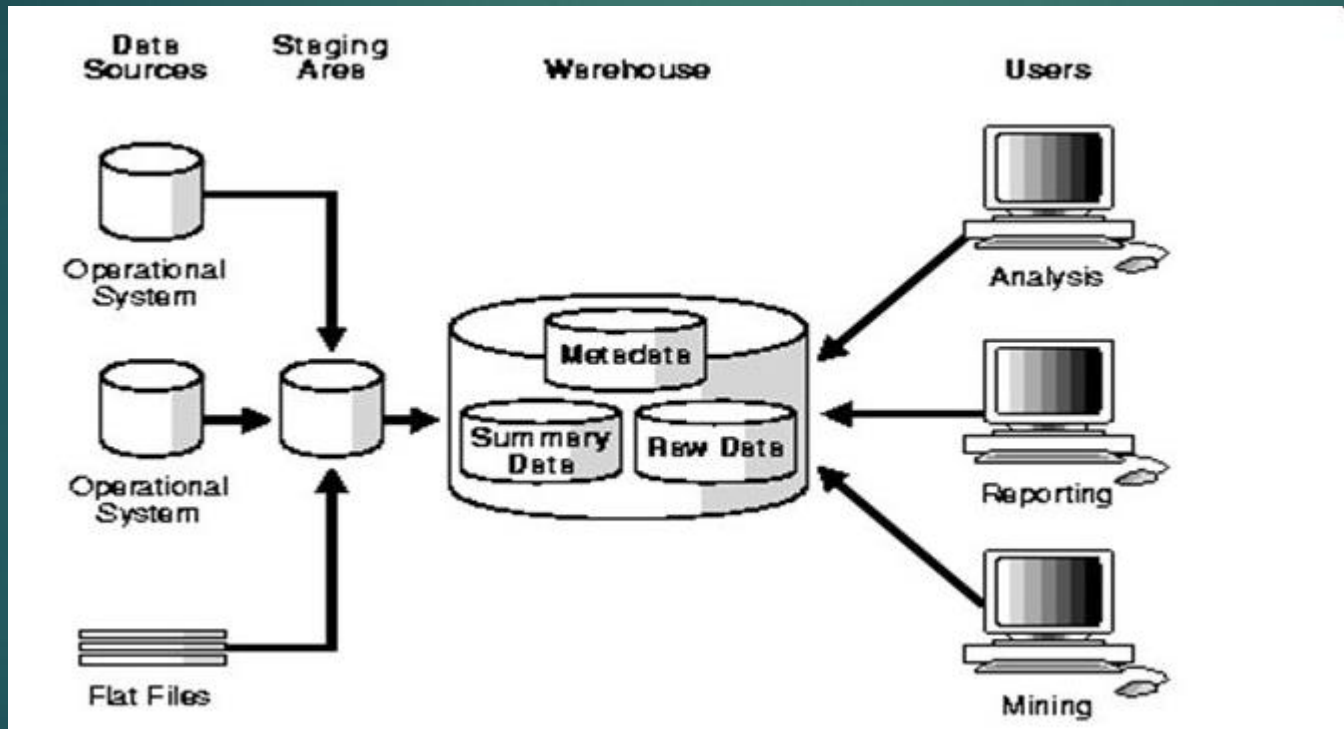 Data
Sources
Staging
Area
Warehouse
Users
Operational
System
Analysis
Metadata
Summary
Data
Raw Data
Operational
System
Reporting
Flat Files
Mining